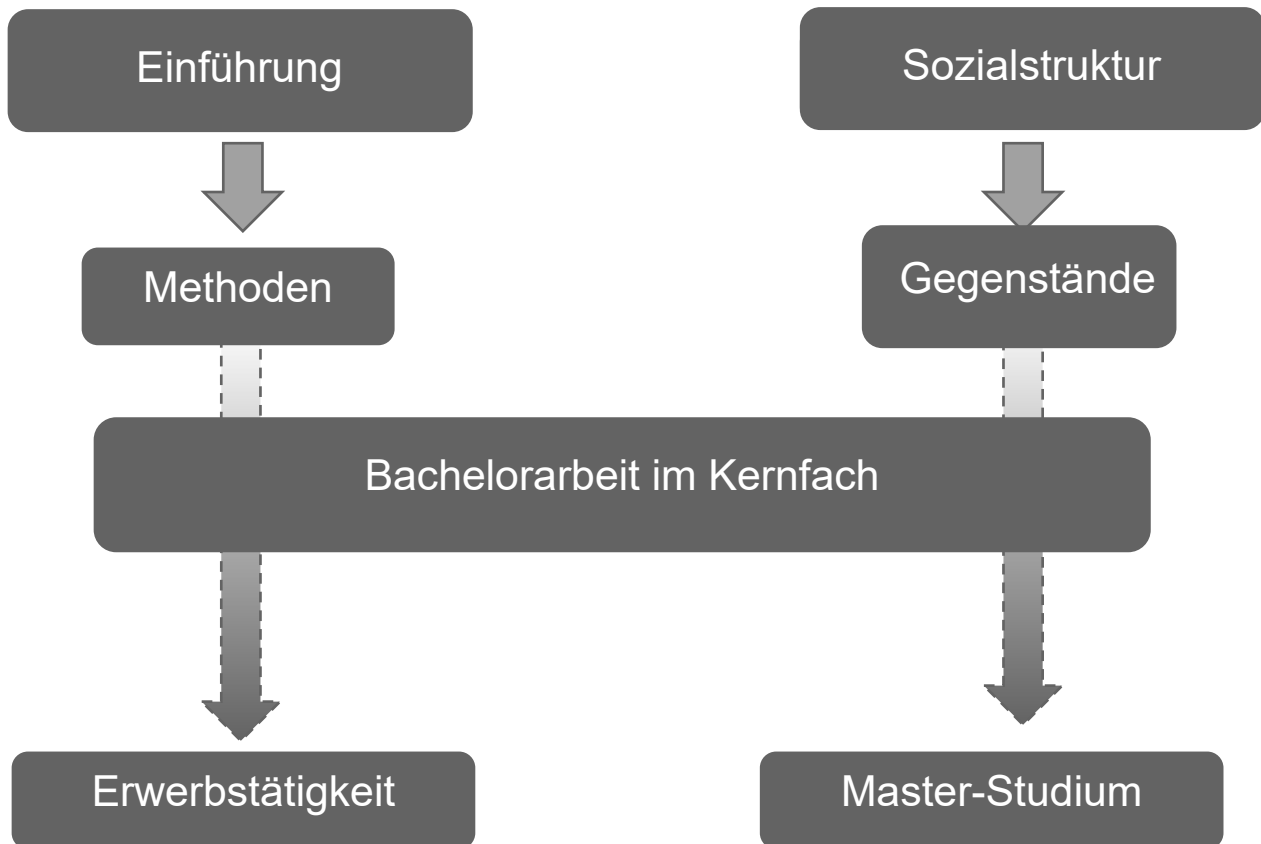 Einführung
Sozialstruktur
Methoden
Gegenstände
Bachelorarbeit im Kernfach
Erwerbstätigkeit
Master-Studium